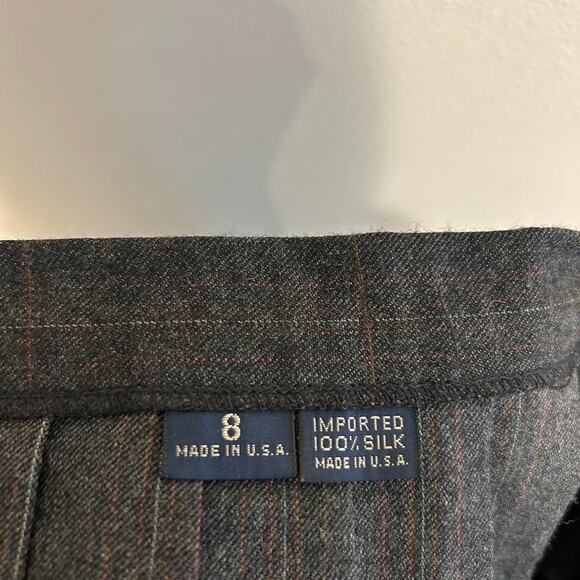 8
MADE IN U.S.A.
IMPORTED
100% SILK
MADE IN U.S.A.